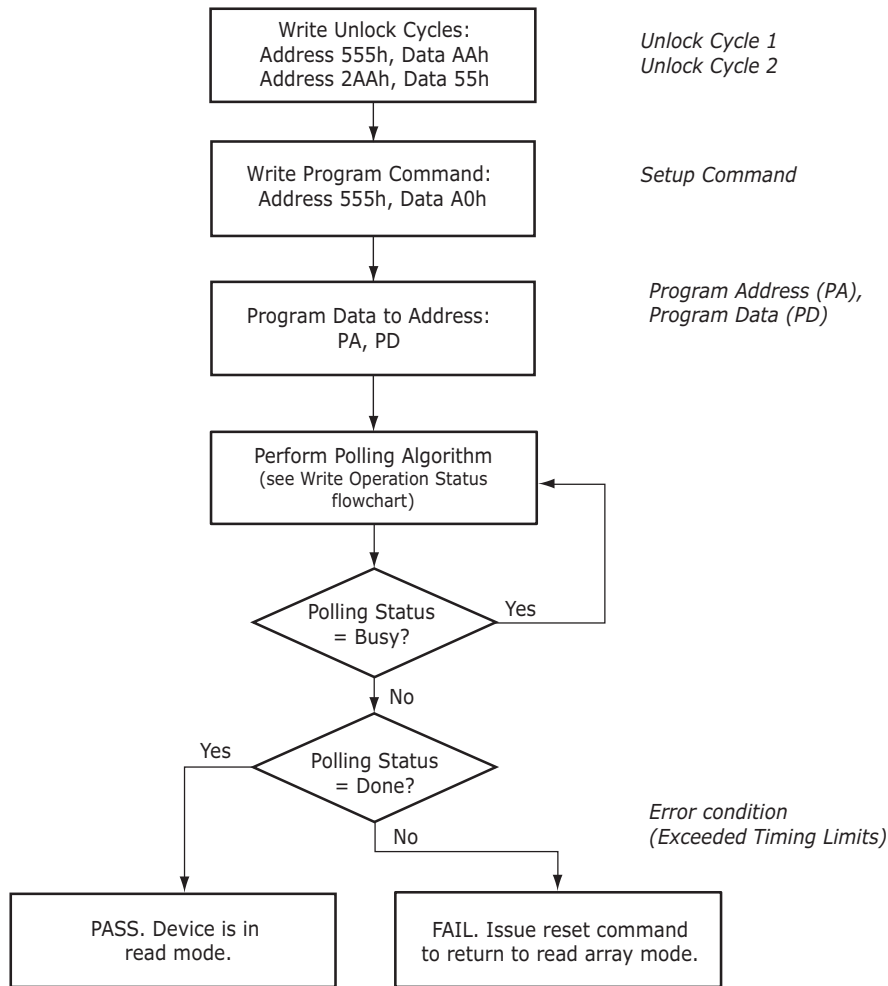 Write Unlock Cycles:
Address 555h, Data AAh
Address 2AAh, Data 55h
Unlock Cycle 1
Unlock Cycle 2
Write Program Command:
Address 555h, Data A0h
Setup Command
Program Data to Address:
PA, PD
Program Address (PA),
Program Data (PD)
Perform Polling Algorithm
(see Write Operation Status
flowchart)
Polling Status
= Busy?
Yes
No
Polling Status
= Done?
Yes
No
Error condition
(Exceeded Timing Limits)
PASS. Device is in
read mode.
FAIL. Issue reset command
to return to read array mode.